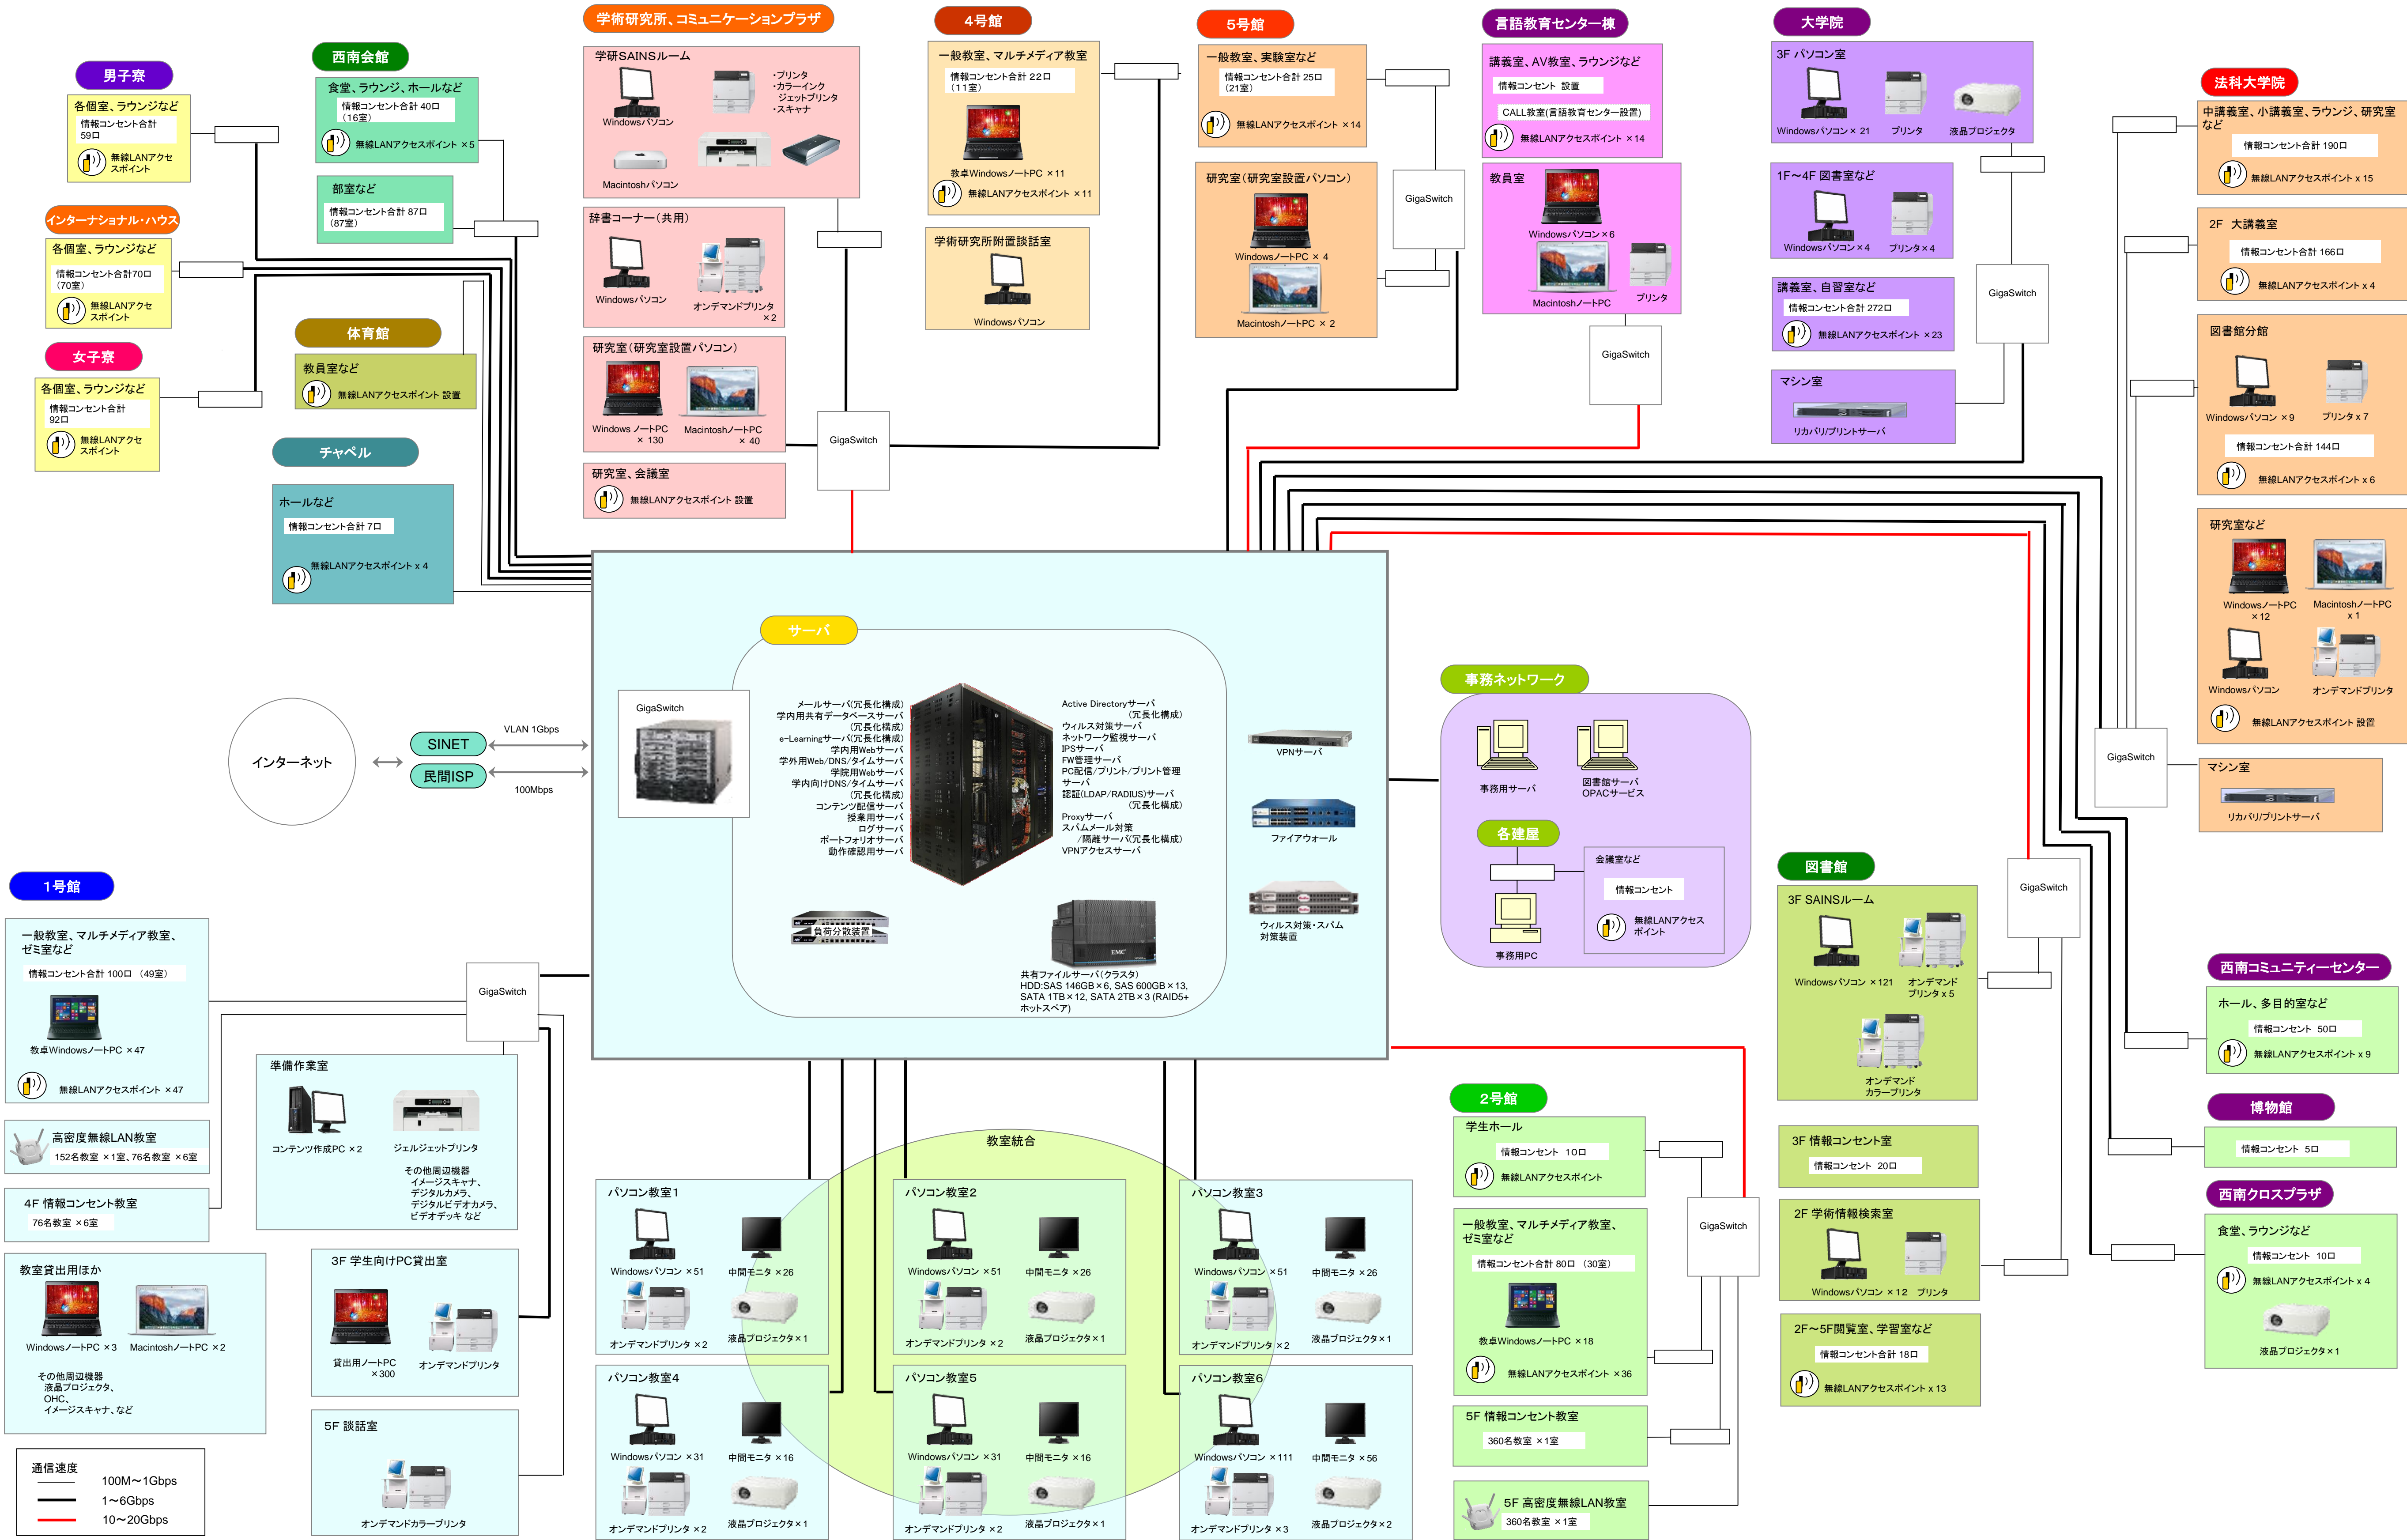 男子寮
各個室、ラウンジなど
情報コンセント合計
59口
無線LANアクセ
スポイント
インターナショナル・ハウス
各個室、ラウンジなど
情報コンセント合計70口
(70室)
無線LANアクセ
スポイント
女子寮
各個室、ラウンジなど
情報コンセント合計
92口
無線LANアクセ
スポイント
西南会館
食堂、ラウンジ、ホールなど
情報コンセント合計 40口
(16室)
無線LANアクセスポイント ×5
部室など
情報コンセント合計 87口
(87室)
体育館
教員室など
無線LANアクセスポイント 設置
チャペル
ホールなど
情報コンセント合計 7口
無線LANアクセスポイント x 4
学術研究所、コミュニケーションプラザ
学研SAINSルーム
Windowsパソコン
・プリンタ
・カラーインク
ジェットプリンタ
・スキャナ
Macintoshパソコン
辞書コーナー(共用)
Windowsパソコン
オンデマンドプリンタ
×2
研究室(研究室設置パソコン)
Windows ノートPC
× 130
MacintoshノートPC
× 40
研究室、会議室
無線LANアクセスポイント 設置
GigaSwitch
4号館
一般教室、マルチメディア教室
情報コンセント合計 22口
(11室)
教卓WindowsノートPC ×11
無線LANアクセスポイント ×11
学術研究所附置談話室
Windowsパソコン
5号館
一般教室、実験室など
情報コンセント合計 25口
(21室)
無線LANアクセスポイント ×14
研究室(研究室設置パソコン)
WindowsノートPC × 4
MacintoshノートPC × 2
GigaSwitch
言語教育センター棟
講義室、AV教室、ラウンジなど
情報コンセント 設置
CALL教室(言語教育センター設置)
無線LANアクセスポイント ×14
教員室
Windowsパソコン×6
MacintoshノートPC
プリンタ
GigaSwitch
大学院
3F パソコン室
Windowsパソコン× 21
プリンタ
液晶プロジェクタ
1F～4F 図書室など
Windowsパソコン×4
プリンタ×4
講義室、自習室など
情報コンセント合計 272口
無線LANアクセスポイント ×23
マシン室
リカバリ/プリントサーバ
GigaSwitch
法科大学院
中講義室、小講義室、ラウンジ、研究室
など
情報コンセント合計 190口
無線LANアクセスポイント x 15
2F 大講義室
情報コンセント合計 166口
無線LANアクセスポイント x 4
図書館分館
Windowsパソコン ×9
プリンタ x 7
情報コンセント合計 144口
無線LANアクセスポイント x 6
研究室など
WindowsノートPC
×12
MacintoshノートPC
x 1
Windowsパソコン
オンデマンドプリンタ
無線LANアクセスポイント 設置
マシン室
リカバリ/プリントサーバ
GigaSwitch
インターネット
SINET
民間ISP
VLAN 1Gbps
100Mbps
サーバ
GigaSwitch
メールサーバ(冗長化構成)
学内用共有データベースサーバ
(冗長化構成)
e-Learningサーバ(冗長化構成)
学内用Webサーバ
学外用Web/DNS/タイムサーバ
学院用Webサーバ
学内向けDNS/タイムサーバ
(冗長化構成)
コンテンツ配信サーバ
授業用サーバ
ログサーバ
ポートフォリオサーバ
動作確認用サーバ
Active Directoryサーバ
(冗長化構成)
ウィルス対策サーバ
ネットワーク監視サーバ
IPSサーバ
FW管理サーバ
PC配信/プリント/プリント管理
サーバ
認証(LDAP/RADIUS)サーバ
(冗長化構成)
Proxyサーバ
スパムメール対策
/隔離サーバ(冗長化構成)
VPNアクセスサーバ
負荷分散装置
EMC
共有ファイルサーバ(クラスタ)
HDD:SAS 146GB×6, SAS 600GB×13,
SATA 1TB×12, SATA 2TB×3 (RAID5+
ホットスペア)
VPNサーバ
ファイアウォール
ウィルス対策・スパム
対策装置
事務ネットワーク
事務用サーバ
図書館サーバ
OPACサービス
各建屋
事務用PC
会議室など
情報コンセント
無線LANアクセス
ポイント
1号館
一般教室、マルチメディア教室、
ゼミ室など
情報コンセント合計 100口 (49室)
教卓WindowsノートPC ×47
無線LANアクセスポイント ×47
高密度無線LAN教室
152名教室 ×1室、76名教室 ×6室
4F 情報コンセント教室
76名教室 ×6室
教室貸出用ほか
WindowsノートPC ×3
MacintoshノートPC ×2
その他周辺機器
液晶プロジェクタ、
OHC、
イメージスキャナ、など
GigaSwitch
準備作業室
コンテンツ作成PC ×2
ジェルジェットプリンタ
その他周辺機器
イメージスキャナ、
デジタルカメラ、
デジタルビデオカメラ、
ビデオデッキ など
3F 学生向けPC貸出室
貸出用ノートPC
×300
オンデマンドプリンタ
5F 談話室
オンデマンドカラープリンタ
通信速度
100M～1Gbps
1～6Gbps
10～20Gbps
教室統合
パソコン教室1
Windowsパソコン ×51
中間モニタ ×26
オンデマンドプリンタ ×2
液晶プロジェクタ×1
パソコン教室2
Windowsパソコン ×51
中間モニタ ×26
オンデマンドプリンタ ×2
液晶プロジェクタ×1
パソコン教室3
Windowsパソコン ×51
中間モニタ ×26
オンデマンドプリンタ ×2
液晶プロジェクタ×1
パソコン教室4
Windowsパソコン ×31
中間モニタ ×16
オンデマンドプリンタ ×2
液晶プロジェクタ×1
パソコン教室5
Windowsパソコン ×31
中間モニタ ×16
オンデマンドプリンタ ×2
液晶プロジェクタ×1
パソコン教室6
Windowsパソコン ×111
中間モニタ ×56
オンデマンドプリンタ ×3
液晶プロジェクタ×2
2号館
学生ホール
情報コンセント 10口
無線LANアクセスポイント
一般教室、マルチメディア教室、
ゼミ室など
情報コンセント合計 80口 (30室)
教卓WindowsノートPC ×18
無線LANアクセスポイント ×36
5F 情報コンセント教室
360名教室 ×1室
5F 高密度無線LAN教室
360名教室 ×1室
GigaSwitch
図書館
3F SAINSルーム
Windowsパソコン ×121
オンデマンド
プリンタ x 5
オンデマンド
カラープリンタ
3F 情報コンセント室
情報コンセント 20口
2F 学術情報検索室
Windowsパソコン ×12
プリンタ
2F～5F閲覧室、学習室など
情報コンセント合計 18口
無線LANアクセスポイント x 13
GigaSwitch
西南コミュニティーセンター
ホール、多目的室など
情報コンセント 50口
無線LANアクセスポイント x 9
博物館
情報コンセント 5口
西南クロスプラザ
食堂、ラウンジなど
情報コンセント 10口
無線LANアクセスポイント x 4
液晶プロジェクタ×1